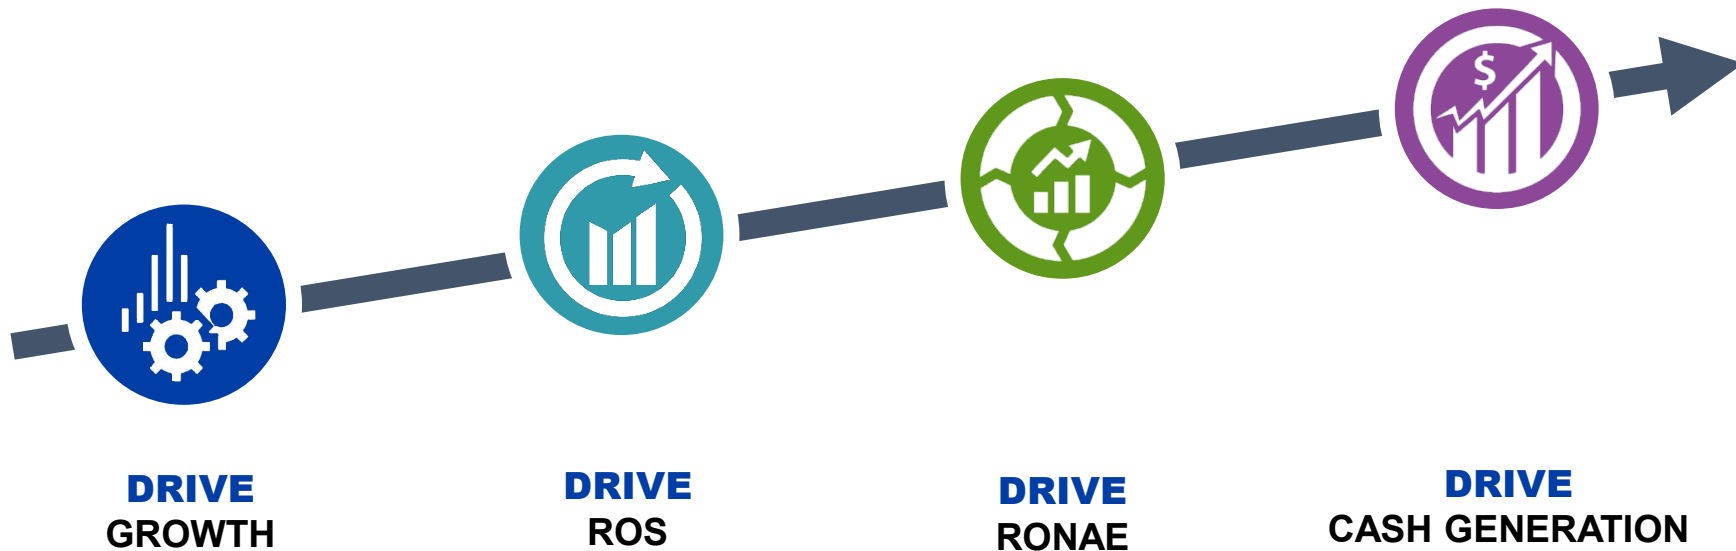 $
DRIVE
GROWTH
DRIVE
ROS
DRIVE
RONAE
DRIVE
CASH GENERATION